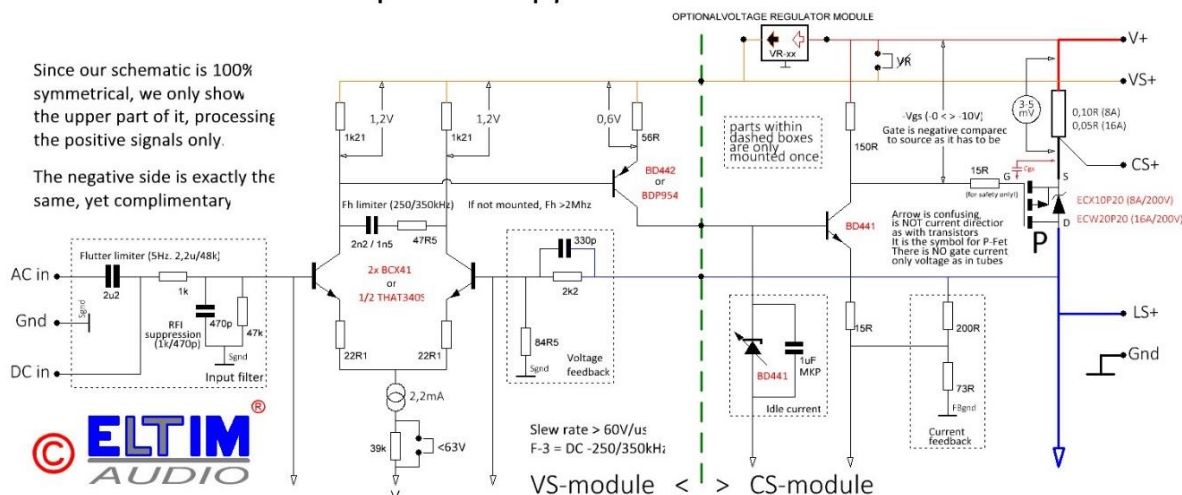 OPTIONALVOLTAGE REGULATOR MODULE
VR-xx
VR
V+
VS+
CS+
LS+
Gnd
Since our schematic is 100%
symmetrical, we only show
the upper part of it, processing
the positive signals only.
The negative side is exactly the
same, yet complimentary
1k21
1,2V
1k21
1,2V
0,6V
56R
BD442
or
BDP954
parts within
dashed boxes
are only
mounted once
150R
-Vgs (-0 < > -10V)
Gate is negative comparec
to source as it has to be
3-5
mV
0,10R (8A)
0,05R (16A)
15R
G
Cgs
S
D
P
(for safety only!)
ECX10P20 (8A/200V)
ECW20P20 (16A/200V)
Fh limiter (250/350kHz)
If not mounted, Fh >2Mhz
2n2 / 1n5
47R5
BD441
Arrow is confusing,
is NOT current directior
as with transistors
It is the symbol for P-Fet
There is NO gate current
only voltage as in tubes
Flutter limiter (5Hz. 2,2u/48k)
AC in
Gnd
DC in
2u2
Sgnd
1k
RFI
suppression
(1k/470p)
470p
47k
Sgnd
Input filter
2x BCX41
or
1/2 THAT340S
22R1
22R1
2,2mA
39k
<63V
330p
2k2
84R5
Sgnd
Voltage
feedback
BD441
1uF
MKP
Idle current
15R
200R
73R
FBgnd
Current
feedback
Slew rate > 60V/us
F-3 = DC -250/350kHz
VS-module < > CS-module
© ELTIM ®
AUDIO